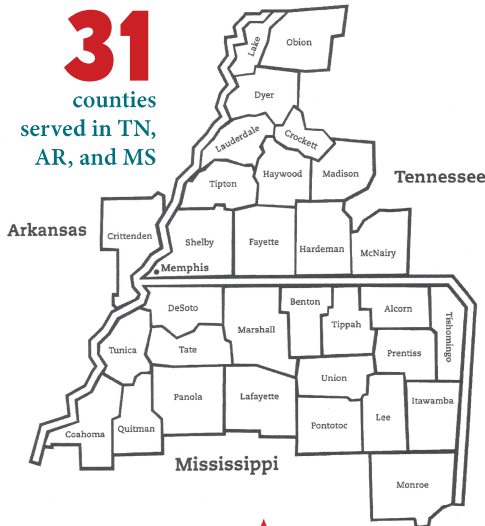 31
counties
served in TN,
AR, and MS
Lake
Obion
Dyer
Lauderdale
Crockett
Tipton
Haywood
Madison
Tennessee
Arkansas
Crittenden
Shelby
Fayette
Hardeman
McNairy
Memphis
DeSoto
Marshall
Benton
Tippah
Alcorn
Tishomingo
Tunica
Tate
Prentiss
Union
Panola
Lafayette
Itawamba
Coahoma
Quitman
Pontotoc
Lee
Mississippi
Monroe